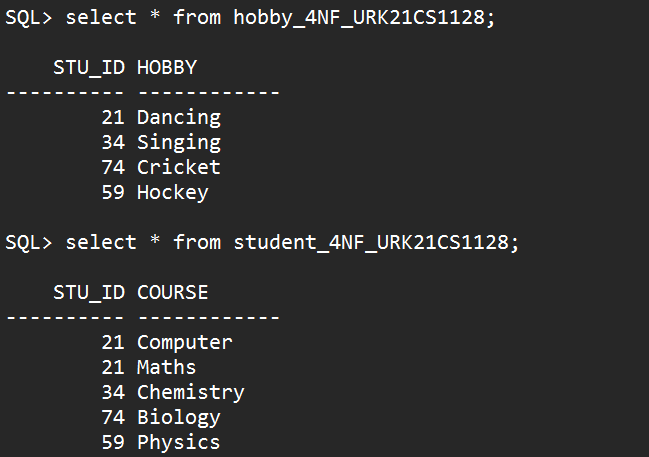 SQL> select * from hobby_4NF_URK21CS1128;
STU_ID HOBBY
---------- ------------
21 Dancing
34 Singing
74 Cricket
59 Hockey
SQL> select * from student_4NF_URK21CS1128;
STU_ID COURSE
---------- ------------
21 Computer
21 Maths
34 Chemistry
74 Biology
59 Physics